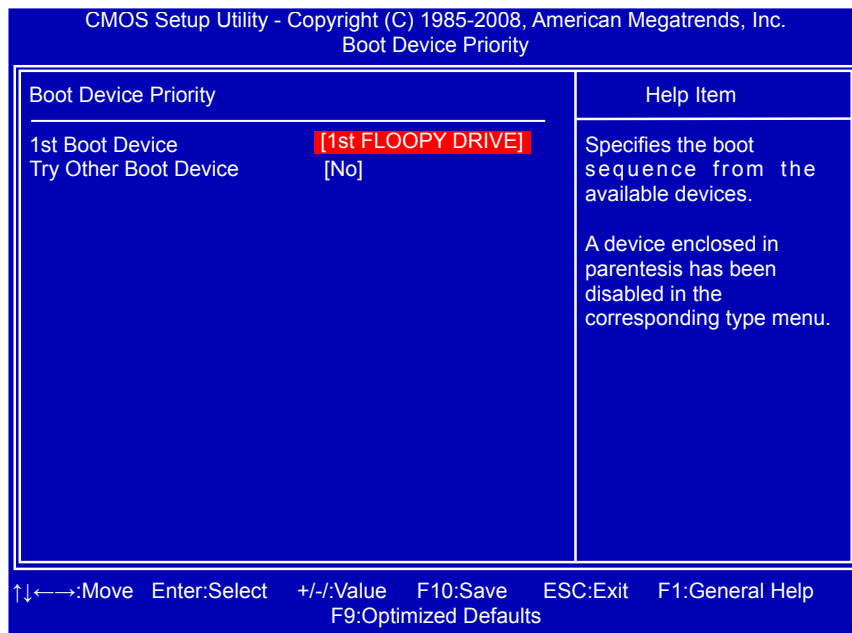 CMOS Setup Utility - Copyright (C) 1985-2008, American Megatrends, Inc.
Boot Device Priority
Boot Device Priority
1st Boot Device [1st FLOOPY DRIVE]
Try Other Boot Device [No]
Help Item
Specifies the boot
sequence from the
available devices.
A device enclosed in
parentesis has been
disabled in the
corresponding type menu.
↑↓←→:Move Enter:Select +/-/:Value F10:Save ESC:Exit F1:General Help
F9:Optimized Defaults